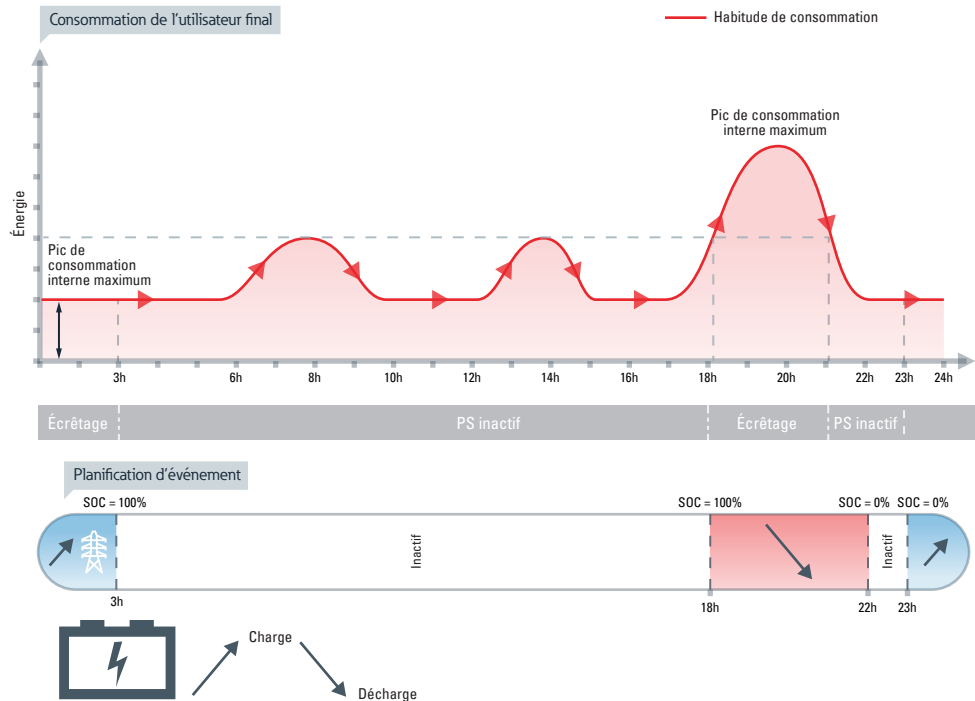 Consommation de l'utilisateur final
Habitude de consommation
Pic de consommation
interne maximum
Énergie
Pic de
consommation
interne maximum
3h 6h 8h 10h 12h 14h 16h 18h 20h 22h 23h 24h
Écrêtage PS inactif Écrêtage PS inactif
Planification d'événement
SOC = 100% SOC = 100% SOC = 0% SOC = 0%
Inactif Inactif
3h 18h 22h 23h
Charge
Décharge